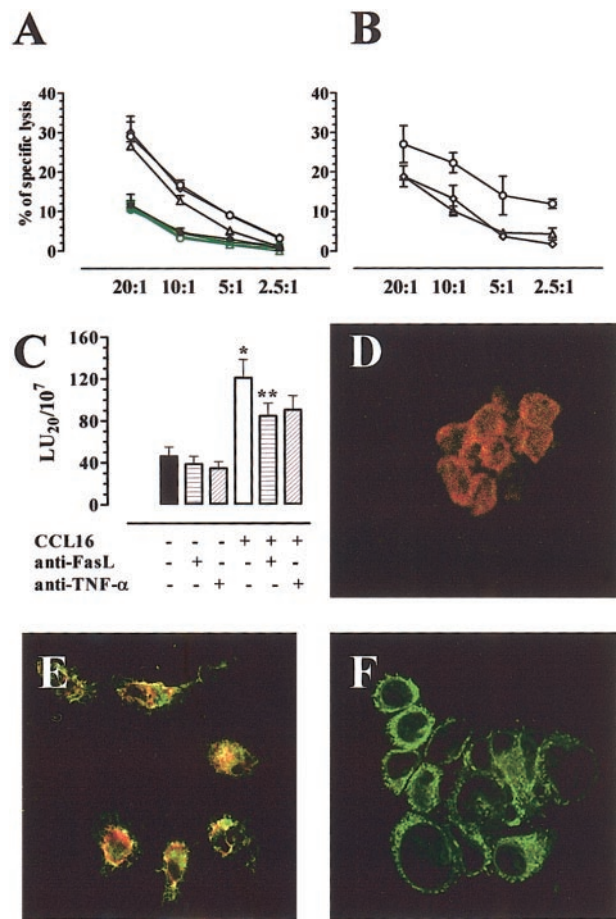 A
B
% of specific lysis
40
30
20
10
0
20:1 10:1 5:1 2.5:1
40
30
20
10
0
20:1 10:1 5:1 2.5:1
C
LU20/10^7
160
120
80
40
0
*
**
CCL16 - - - + + +
anti-FasL - + - - + -
anti-TNF-α - - + - - +
D
E
F